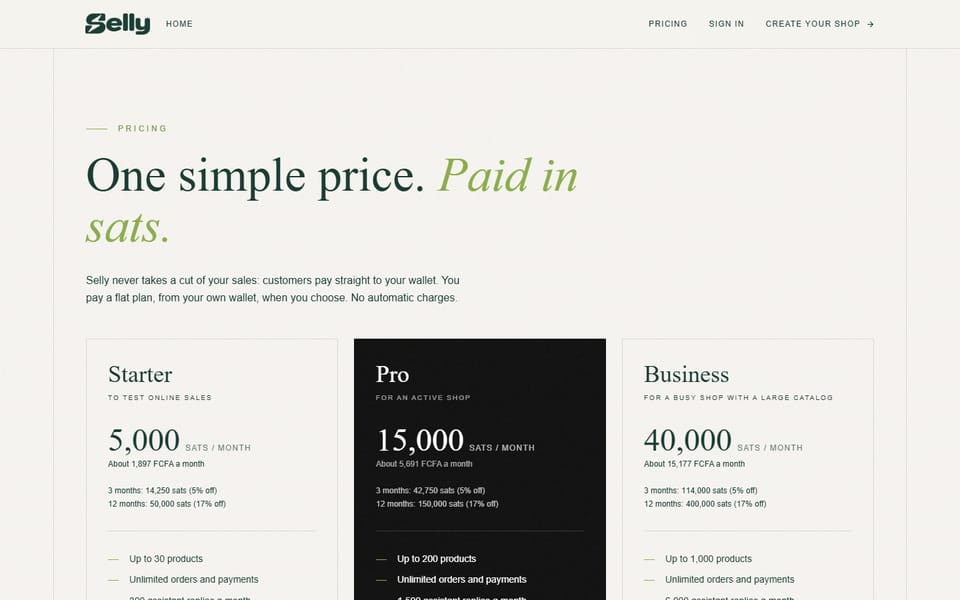 Selly HOME PRICING SIGN IN CREATE YOUR SHOP →
PRICING
One simple price. Paid in
sats.
Selly never takes a cut of your sales: customers pay straight to your wallet. You
pay a flat plan, from your own wallet, when you choose. No automatic charges.
Starter
TO TEST ONLINE SALES
5,000 SATS / MONTH
About 1,897 FCFA a month
3 months: 14,250 sats (5% off)
12 months: 50,000 sats (17% off)
— Up to 30 products
— Unlimited orders and payments
Pro
FOR AN ACTIVE SHOP
15,000 SATS / MONTH
About 5,691 FCFA a month
3 months: 42,750 sats (5% off)
12 months: 150,000 sats (17% off)
— Up to 200 products
— Unlimited orders and payments
Business
FOR A BUSY SHOP WITH A LARGE CATALOG
40,000 SATS / MONTH
About 15,177 FCFA a month
3 months: 114,000 sats (5% off)
12 months: 400,000 sats (17% off)
— Up to 1,000 products
— Unlimited orders and payments